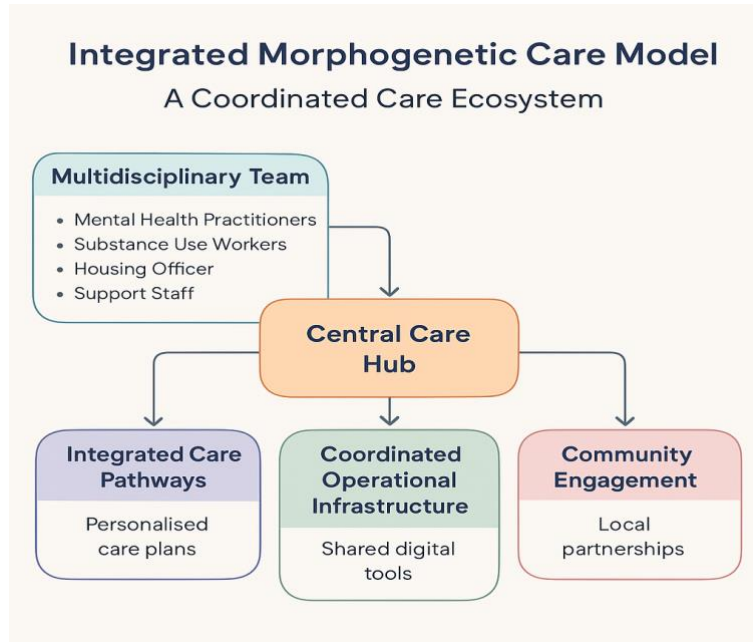 Integrated Morphogenetic Care Model
A Coordinated Care Ecosystem
Multidisciplinary Team
• Mental Health Practitioners
• Substance Use Workers
• Housing Officer
• Support Staff
Central Care
Hub
Integrated Care
Pathways
Personalised
care plans
Coordinated
Operational
Infrastructure
Shared digital
tools
Community
Engagement
Local
partnerships